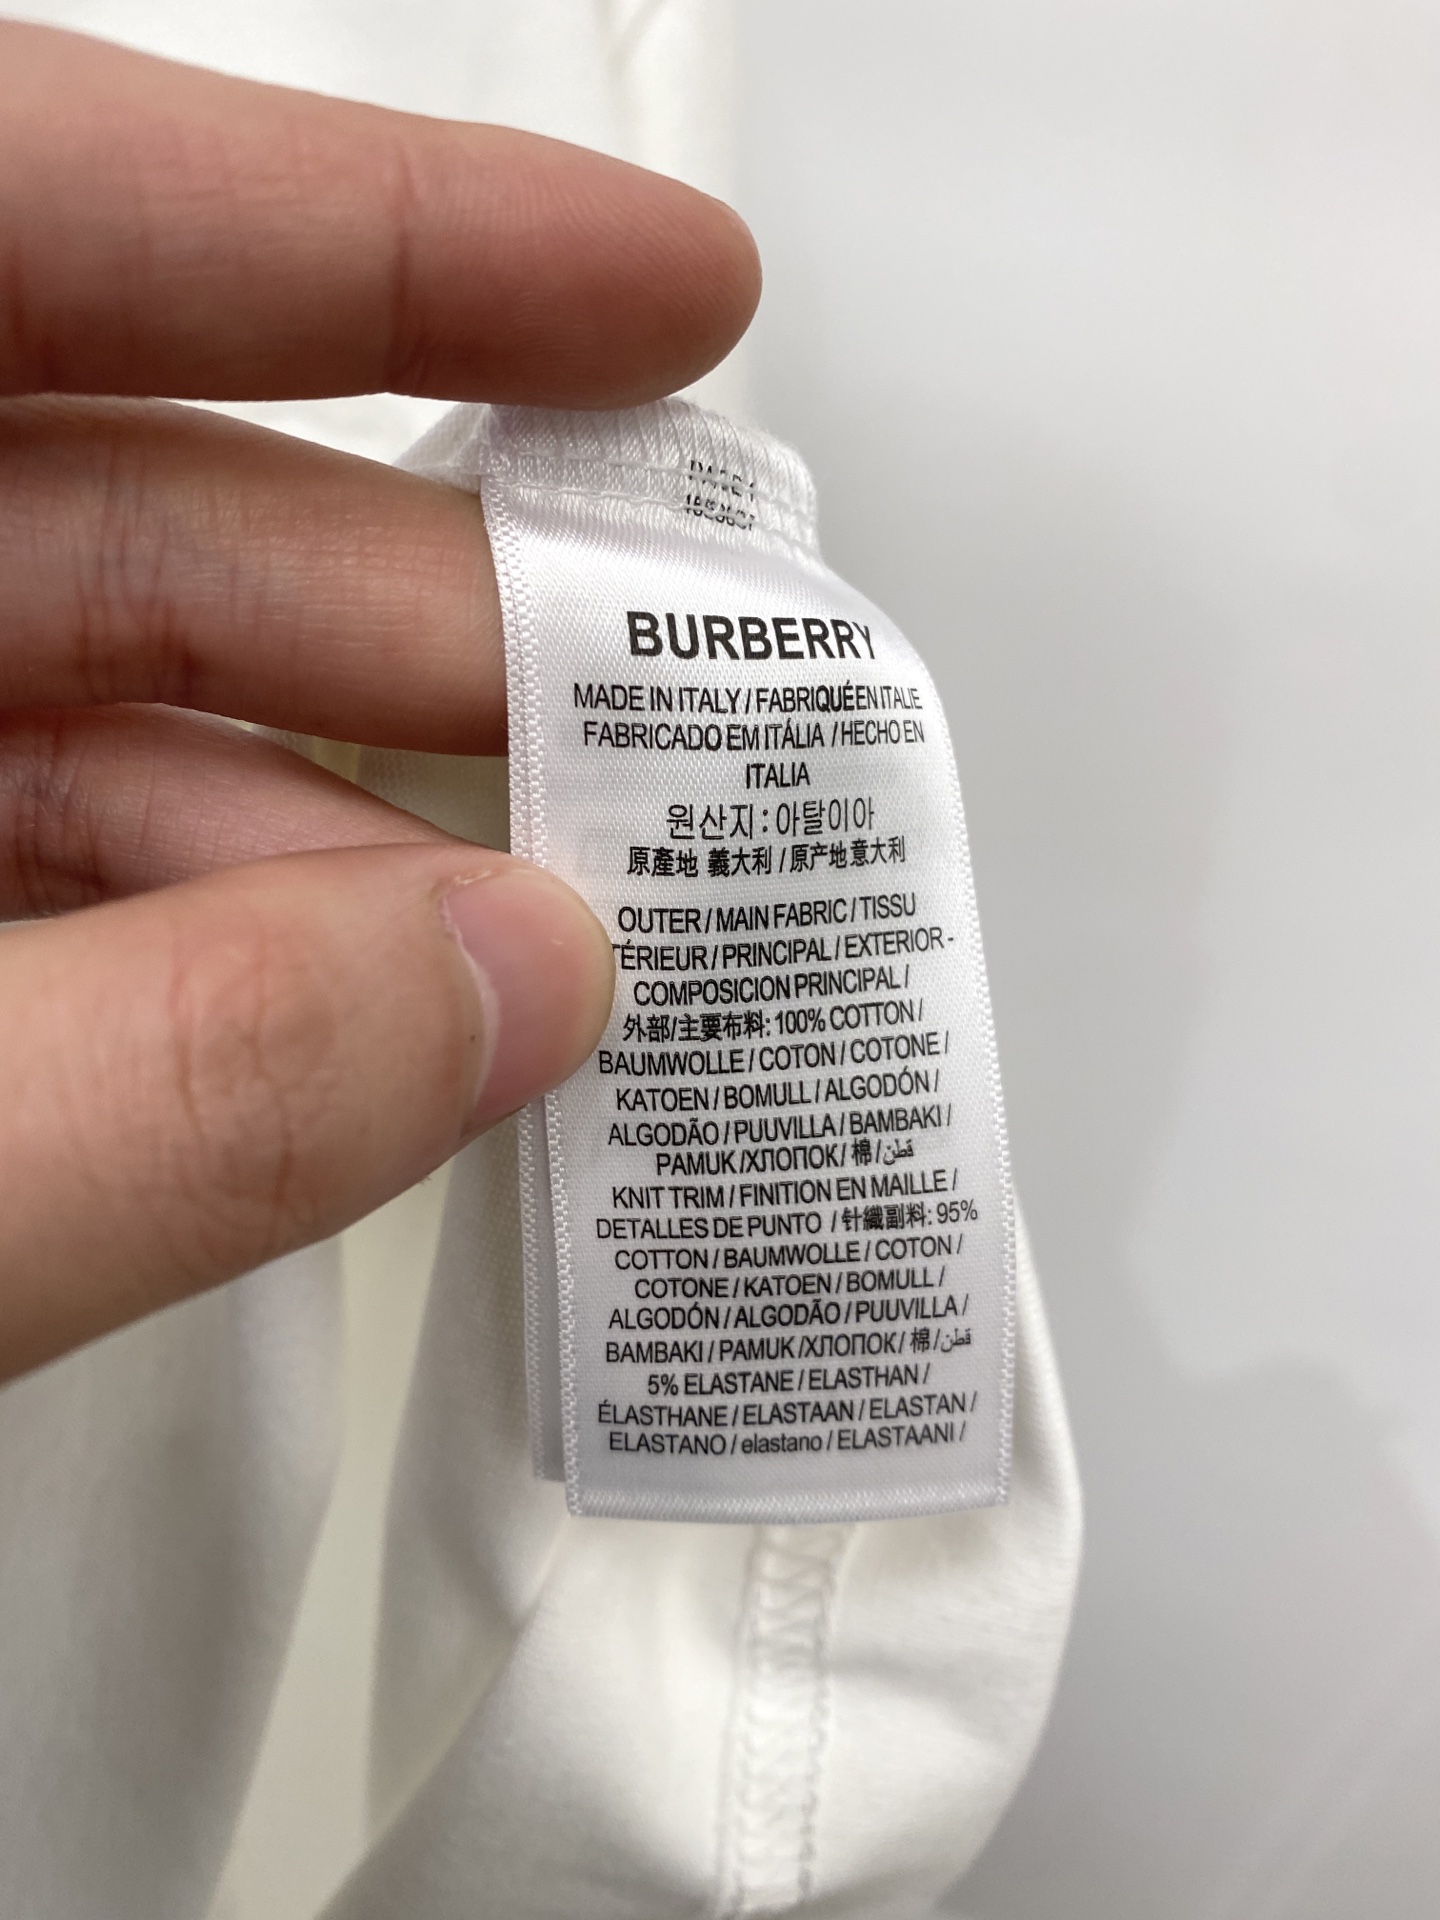 BURBERRY
MADE IN ITALY / FABRIQUÉ EN ITALIE
FABRICADO EM ITÁLIA / HECHO EN
ITALIA
원산지 : 아탈이아
原產地 義大利 / 原产地意大利
OUTER / MAIN FABRIC / TISSU
TÉRIEUR / PRINCIPAL / EXTERIOR -
COMPOSICION PRINCIPAL /
外部/主要布料: 100% COTTON /
BAUMWOLLE / COTON / COTONE /
KATOEN / BOMULL / ALGODÓN /
ALGODÃO / PUUVILLA / BAMBAKI /
PAMUK /ХЛОПОК/ 棉 / قطن
KNIT TRIM / FINITION EN MAILLE /
DETALLES DE PUNTO / 针織副料: 95%
COTTON / BAUMWOLLE / COTON /
COTONE / KATOEN / BOMULL /
ALGODÓN / ALGODÃO / PUUVILLA /
BAMBAKI / PAMUK /ХЛОПОК/ 棉 / قطن
5% ELASTANE / ELASTHAN /
ÉLASTHANE / ELASTAAN / ELASTAN /
ELASTANO / elastano / ELASTAANI /